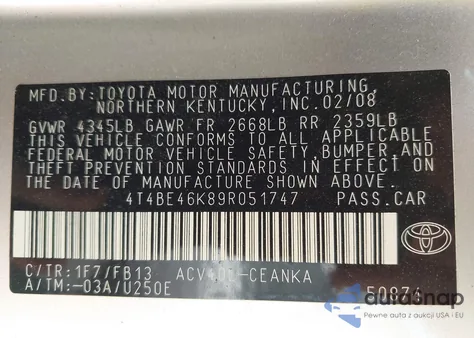 MFD. BY: TOYOTA MOTOR MANUFACTURING,
NORTHERN KENTUCKY, INC. 02/08
GVWR 4345LB GAWR FR 2668LB RR 2359LB
THIS VEHICLE CONFORMS TO ALL APPLICABLE
FEDERAL MOTOR VEHICLE SAFETY, BUMPER, AND
THEFT PREVENTION STANDARDS IN EFFECT ON
THE DATE OF MANUFACTURE SHOWN ABOVE.
4T4BE46K89R051747 PASS. CAR
C/TR: 1F7/FB13
A/TM: -03A/U250E
autosnap
Pewne auta z aukcji USA i EU